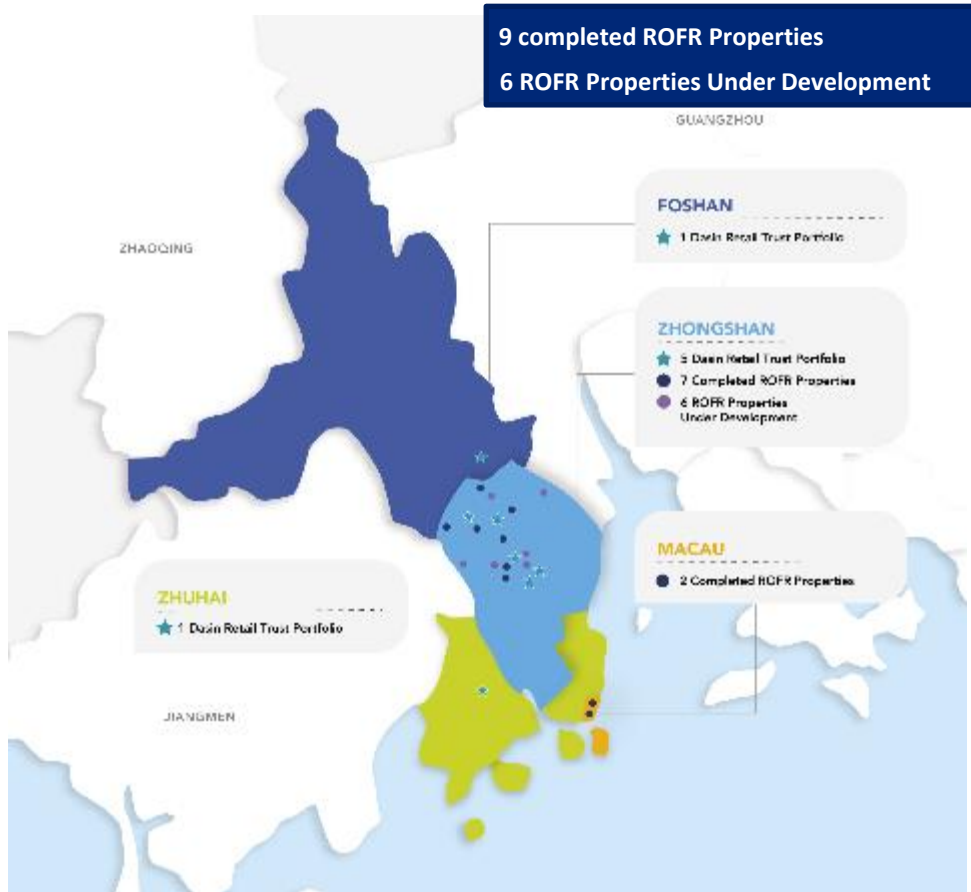 9 completed ROFR Properties
6 ROFR Properties Under Development
GUANGZHOU
FOSHAN
1 Dasin Retail Trust Portfolio
ZHAOQING
ZHONGSHAN
5 Dasin Retail Trust Portfolio
7 Completed ROFR Properties
6 ROFR Properties
Under Development
MACAU
2 Completed ROFR Properties
ZHUHAI
1 Dasin Retail Trust Portfolio
JIANGMEN